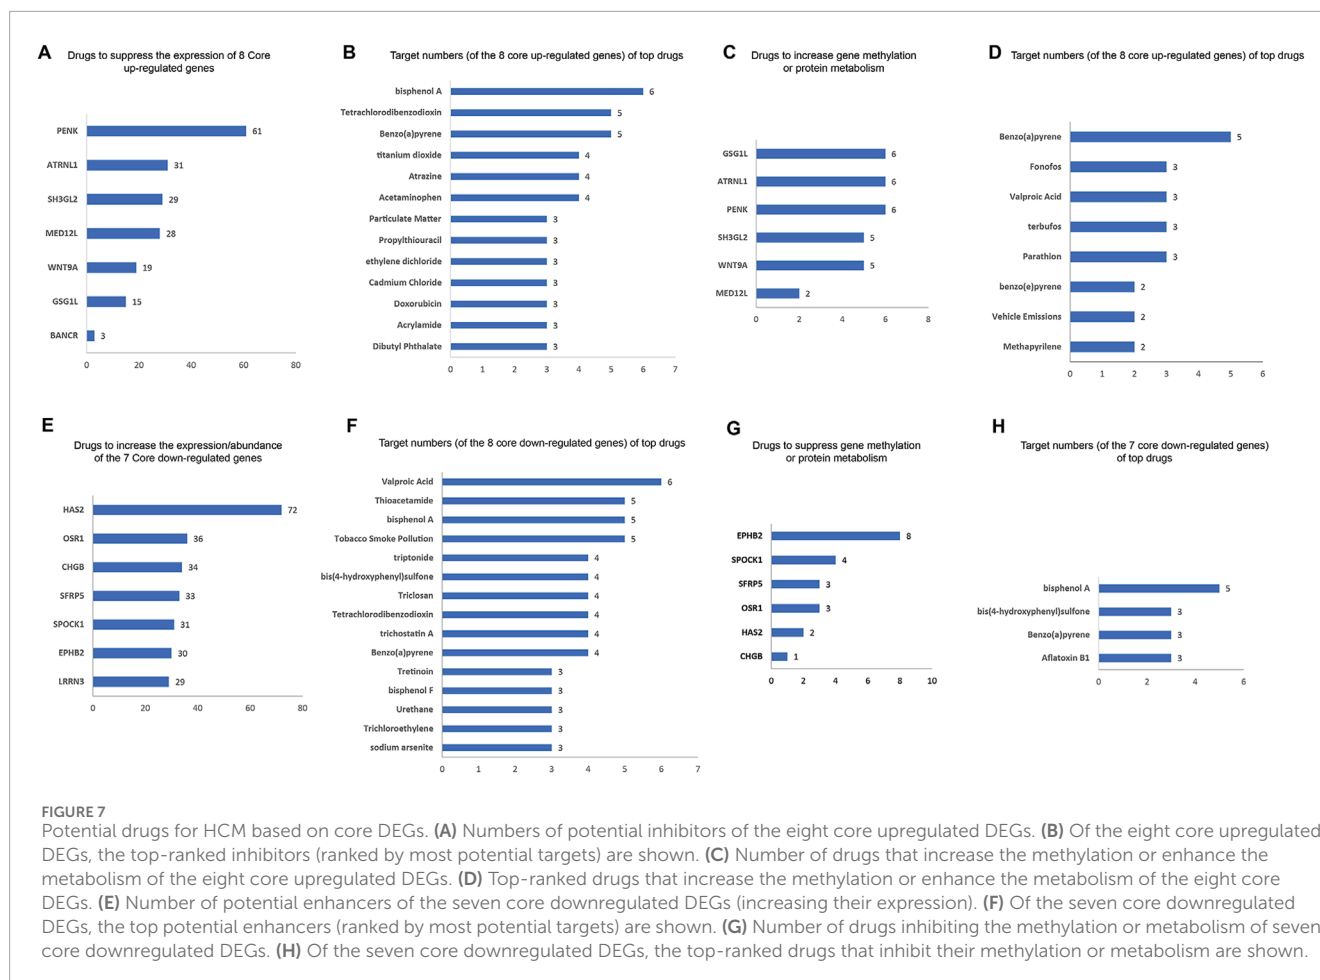 A
Drugs to suppress the expression of 8 Core
up-regulated genes
PENK 61
ATRNL1 31
SH3GL2 29
MED12L 28
WNT9A 19
GSG1L 15
BANCR 3
0 20 40 60 80
B
Target numbers (of the 8 core up-regulated genes) of top drugs
bisphenol A 6
Tetrachlorodibenzodioxin 5
Benzo(a)pyrene 5
titanium dioxide 4
Atrazine 4
Acetaminophen 4
Particulate Matter 3
Propylthiouracil 3
ethylene dichloride 3
Cadmium Chloride 3
Doxorubicin 3
Acrylamide 3
Dibutyl Phthalate 3
0 1 2 3 4 5 6 7
C
Drugs to increase gene methylation
or protein metabolism
GSG1L 6
ATRNL1 6
PENK 6
SH3GL2 5
WNT9A 5
MED12L 2
0 2 4 6 8
D
Target numbers (of the 8 core up-regulated genes) of top drugs
Benzo(a)pyrene 5
Fonofos 3
Valproic Acid 3
terbufos 3
Parathion 3
benzo(e)pyrene 2
Vehicle Emissions 2
Methapyrilene 2
0 1 2 3 4 5 6
E
Drugs to increase the expression/abundance
of the 7 Core down-regulated genes
HAS2 72
OSR1 36
CHGB 34
SFRP5 33
SPOCK1 31
EPHB2 30
LRRN3 29
0 20 40 60 80
F
Target numbers (of the 8 core down-regulated genes) of top drugs
Valproic Acid 6
Thioacetamide 5
bisphenol A 5
Tobacco Smoke Pollution 5
triptonide 4
bis(4-hydroxyphenyl)sulfone 4
Triclosan 4
Tetrachlorodibenzodioxin 4
trichostatin A 4
Benzo(a)pyrene 4
Tretinoin 3
bisphenol F 3
Urethane 3
Trichloroethylene 3
sodium arsenite 3
0 1 2 3 4 5 6 7
G
Drugs to suppress gene methylation
or protein metabolism
EPHB2 8
SPOCK1 4
SFRP5 3
OSR1 3
HAS2 2
CHGB 1
0 2 4 6 8 10
H
Target numbers (of the 7 core down-regulated genes)
of top drugs
bisphenol A 5
bis(4-hydroxyphenyl)sulfone 3
Benzo(a)pyrene 3
Aflatoxin B1 3
0 2 4 6
FIGURE 7
Potential drugs for HCM based on core DEGs. (A) Numbers of potential inhibitors of the eight core upregulated DEGs. (B) Of the eight core upregulated
DEGs, the top-ranked inhibitors (ranked by most potential targets) are shown. (C) Number of drugs that increase the methylation or enhance the
metabolism of the eight core upregulated DEGs. (D) Top-ranked drugs that increase the methylation or enhance the metabolism of the eight core
DEGs. (E) Number of potential enhancers of the seven core downregulated DEGs (increasing their expression). (F) Of the seven core downregulated
DEGs, the top potential enhancers (ranked by most potential targets) are shown. (G) Number of drugs inhibiting the methylation or metabolism of seven
core downregulated DEGs. (H) Of the seven core downregulated DEGs, the top-ranked drugs that inhibit their methylation or metabolism are shown.